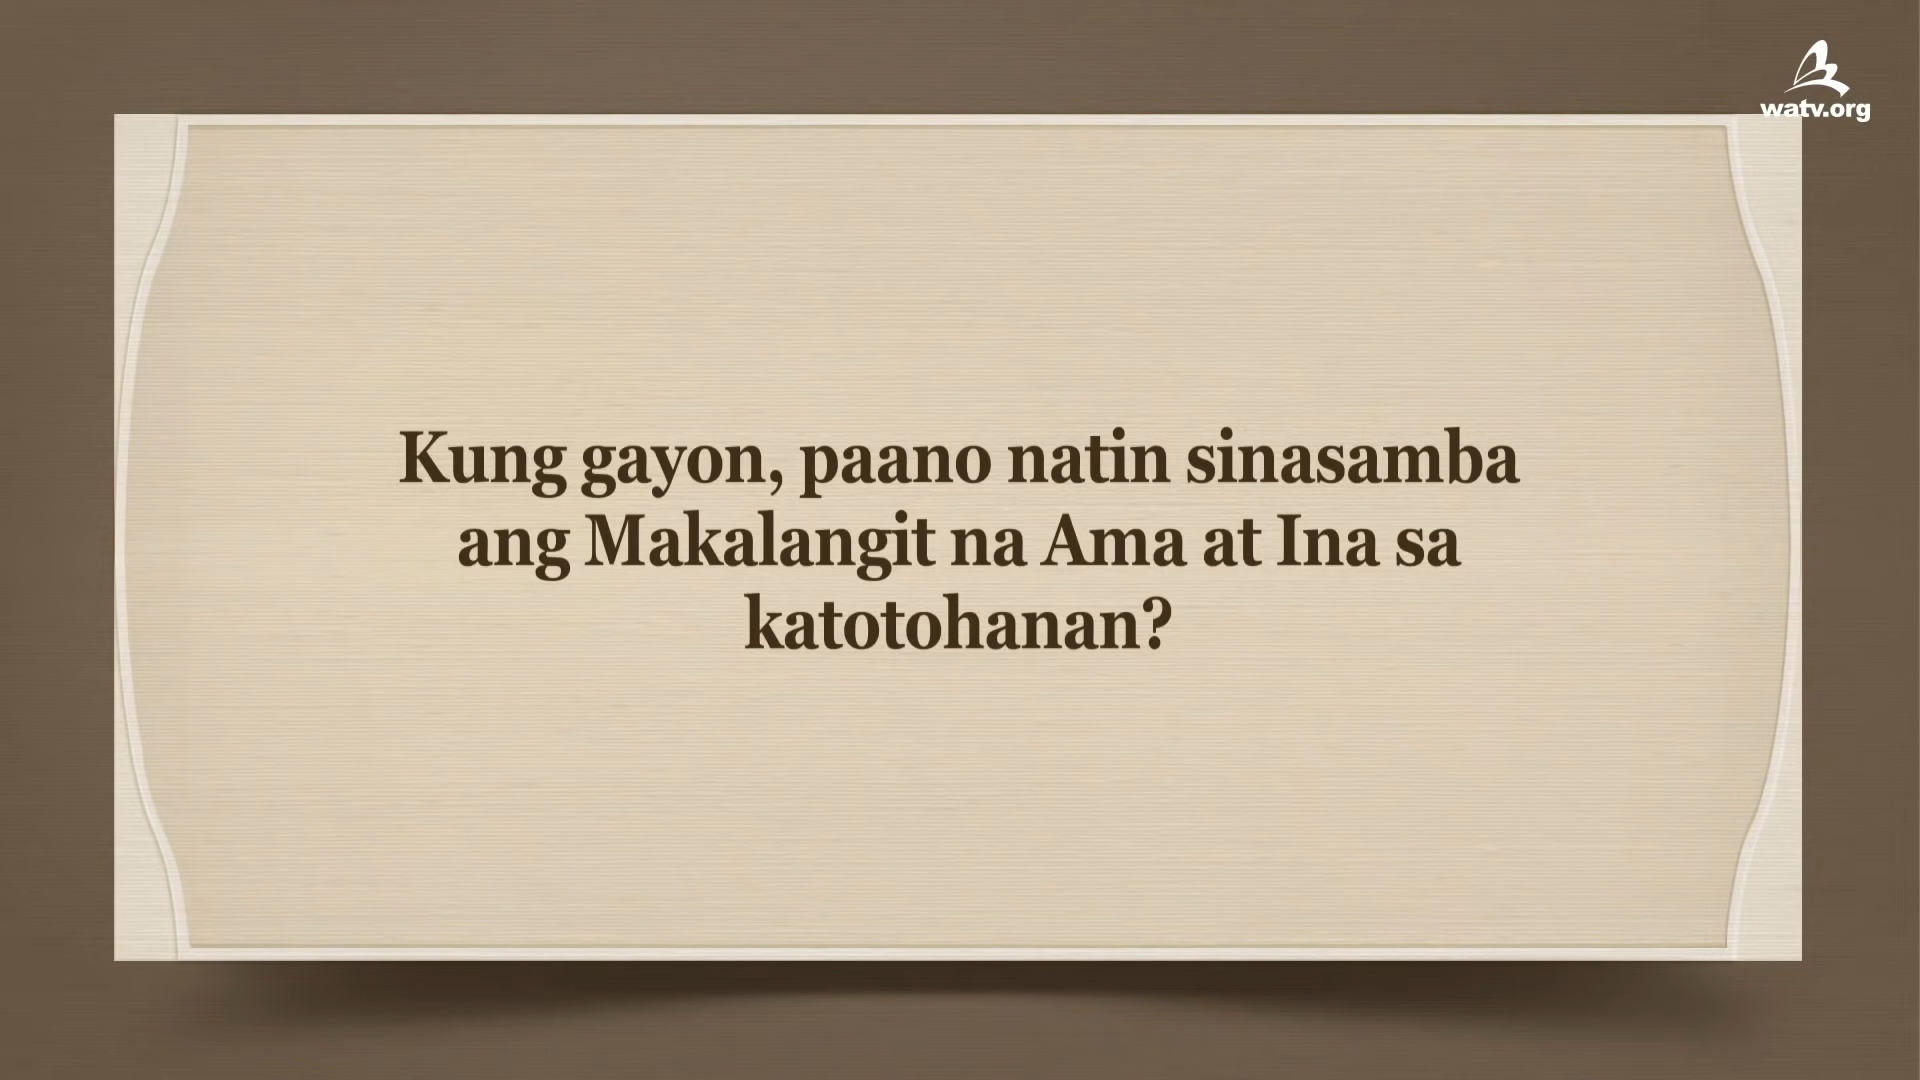 watv.org
Kung gayon, paano natin sinasamba
ang Makalangit na Ama at Ina sa
katotohanan?